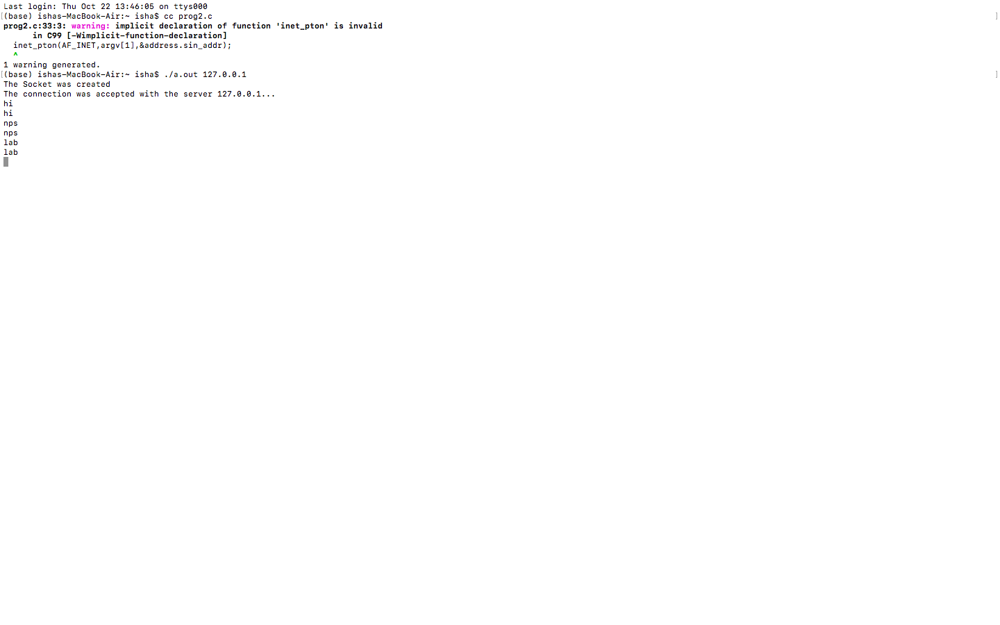 Last login: Thu Oct 22 13:46:05 on ttys000
[(base) ishas-MacBook-Air:~ isha$ cc prog2.c ]
prog2.c:33:3: warning: implicit declaration of function 'inet_pton' is invalid
      in C99 [-Wimplicit-function-declaration]
  inet_pton(AF_INET,argv[1],&address.sin_addr);
  ^
1 warning generated.
[(base) ishas-MacBook-Air:~ isha$ ./a.out 127.0.0.1 ]
The Socket was created
The connection was accepted with the server 127.0.0.1...
hi
hi
nps
nps
lab
lab